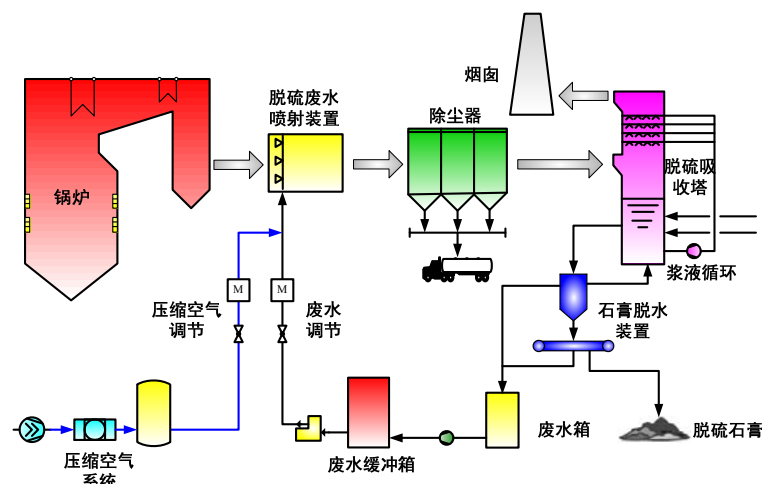 烟囱
脱硫废水
喷射装置
除尘器
脱硫吸
收塔
锅炉
浆液循环
压缩空气
调节
M
M
废水
调节
石膏脱水
装置
废水箱
脱硫石膏
压缩空气
系统
废水缓冲箱